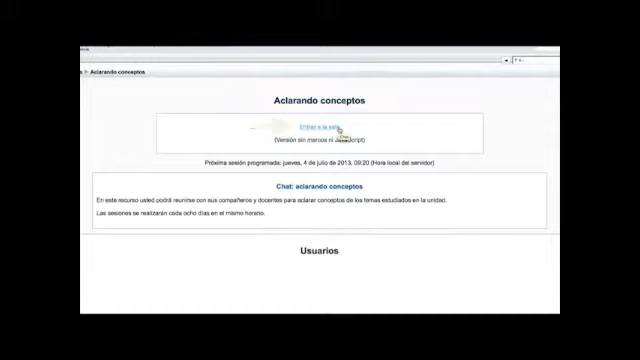 Aclarando conceptos
Aclarando conceptos
Entrar a la sala
(Versión sin marcos ni JavaScript)
Próxima sesión programada: jueves, 4 de julio de 2013, 09:20 (Hora local del servidor)
Chat: aclarando conceptos
En este recurso usted podrá reunirse con sus compañeros y docentes para aclarar conceptos de los temas estudiados en la unidad.
Las sesiones se realizarán cada ocho días en el mismo horario.
Usuarios